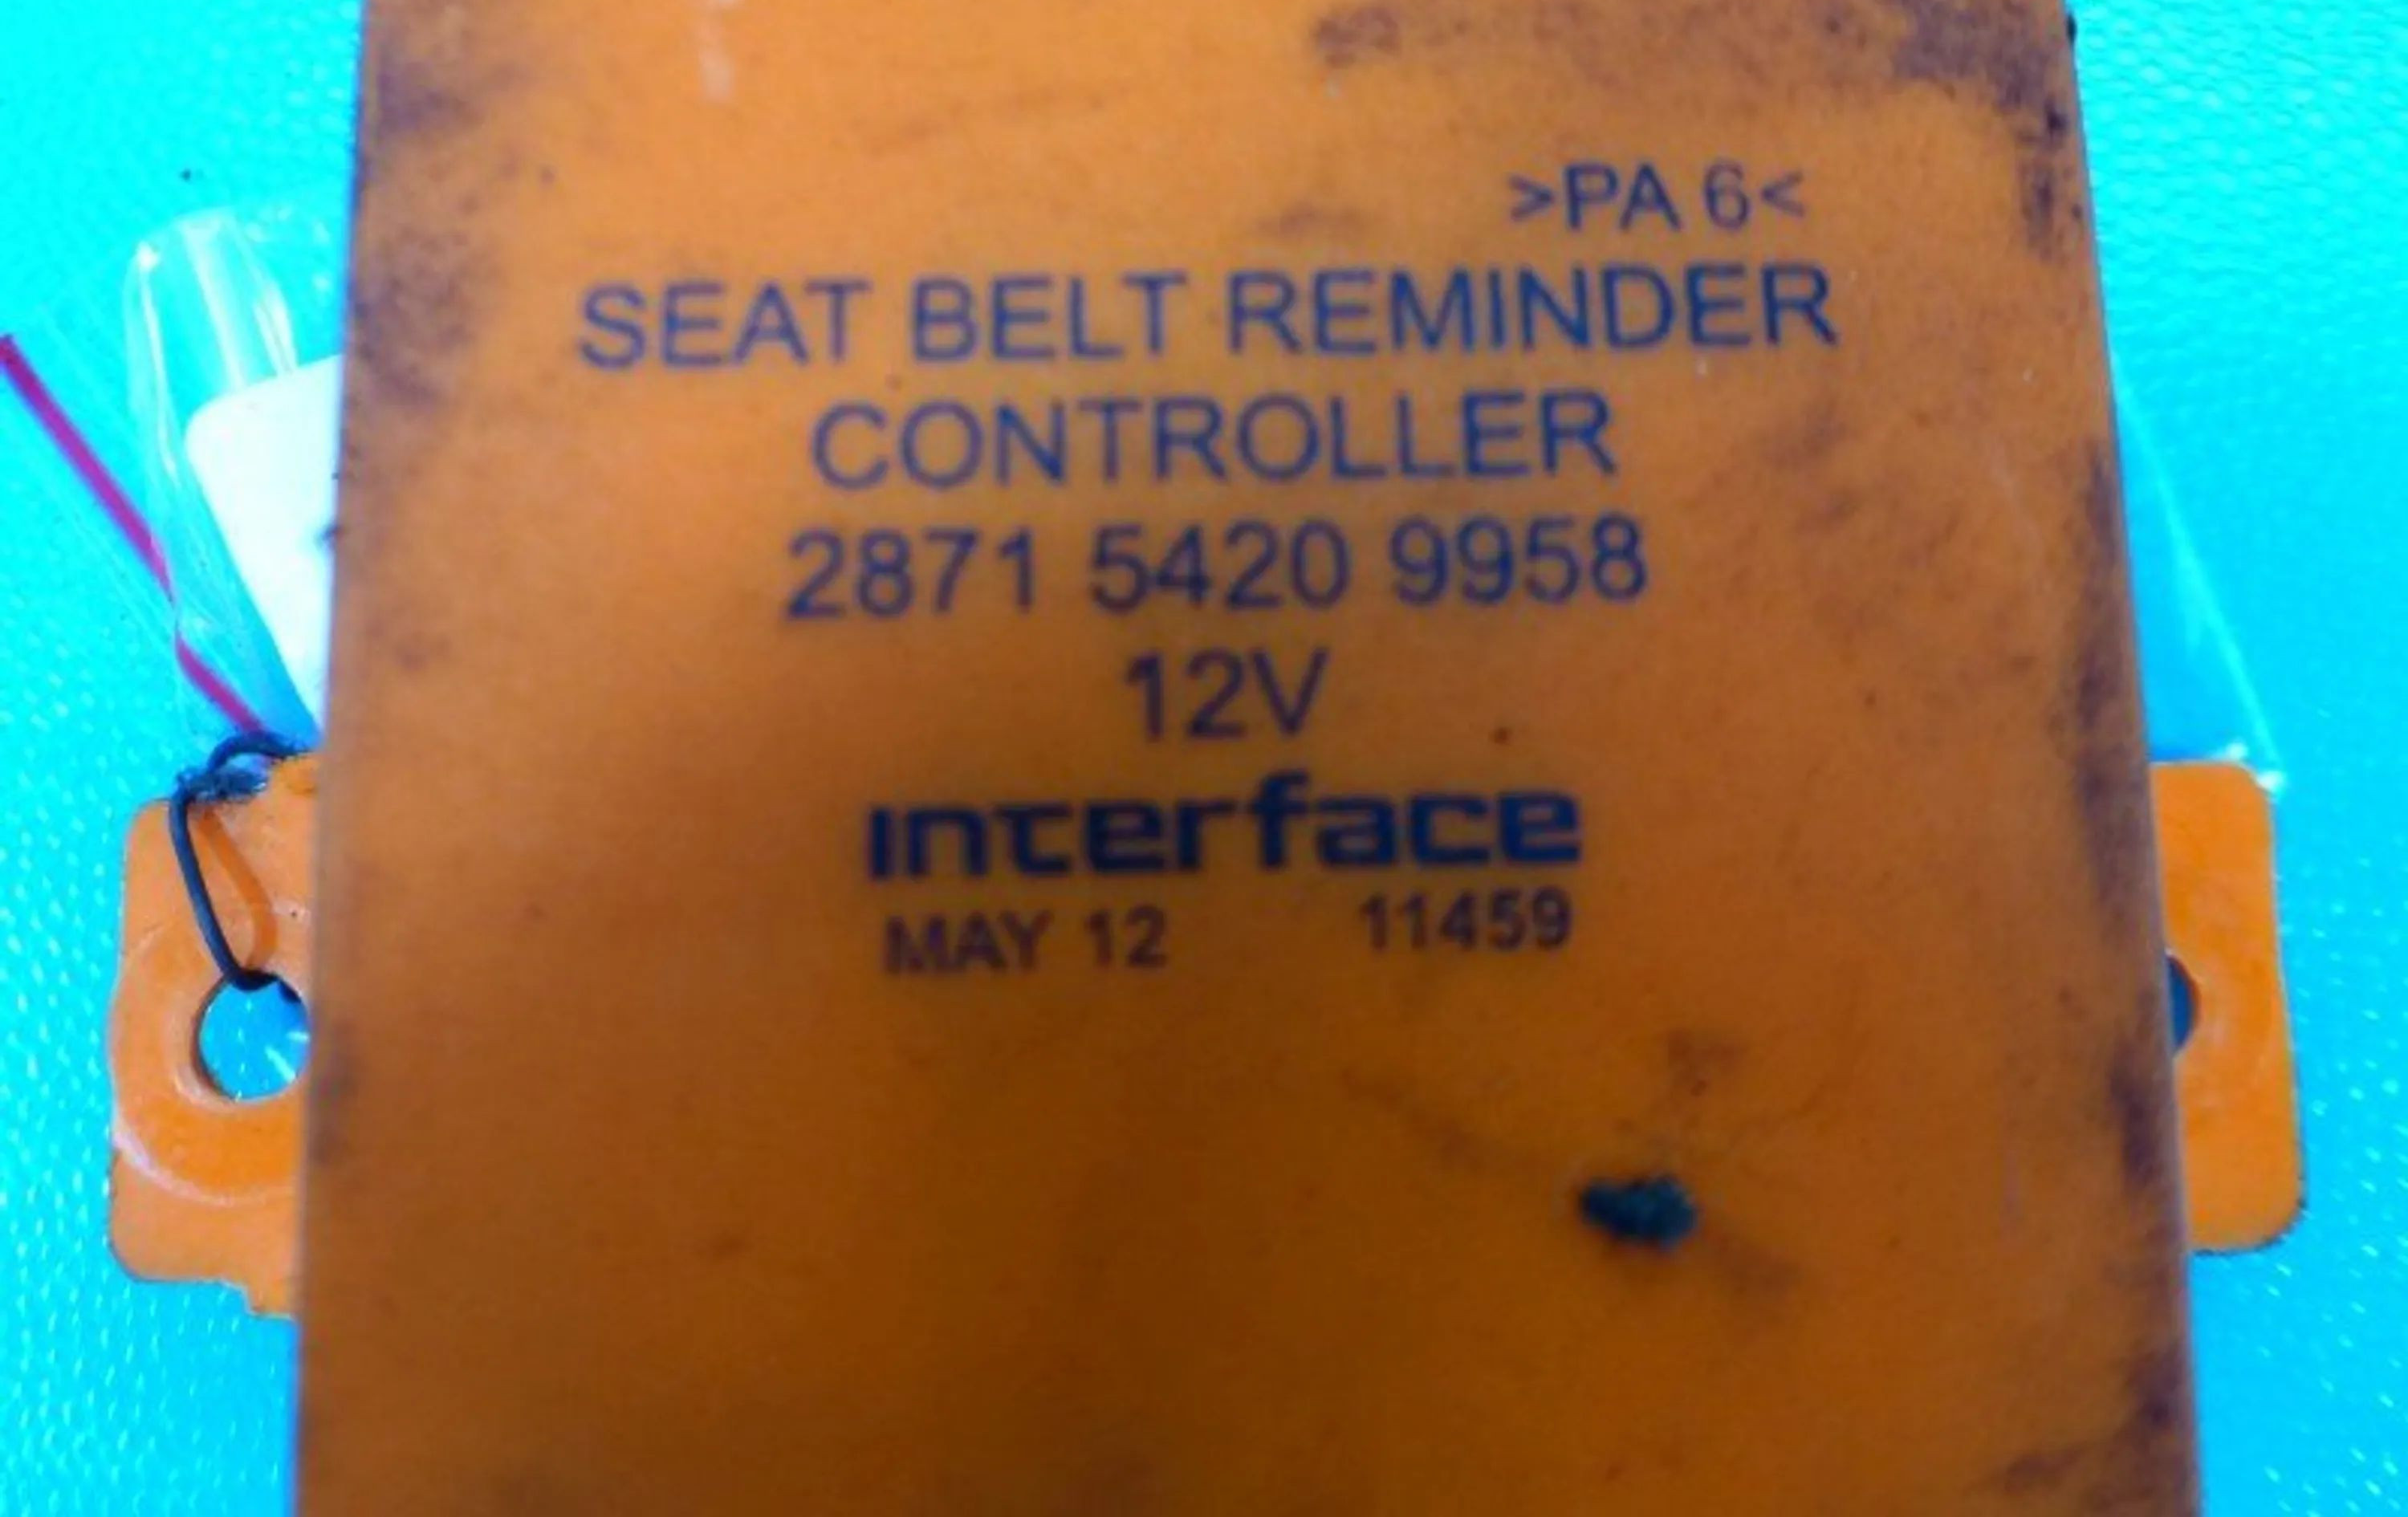 >PA 6<
SEAT BELT REMINDER
CONTROLLER
2871 5420 9958
12V
interface
MAY 12 11459